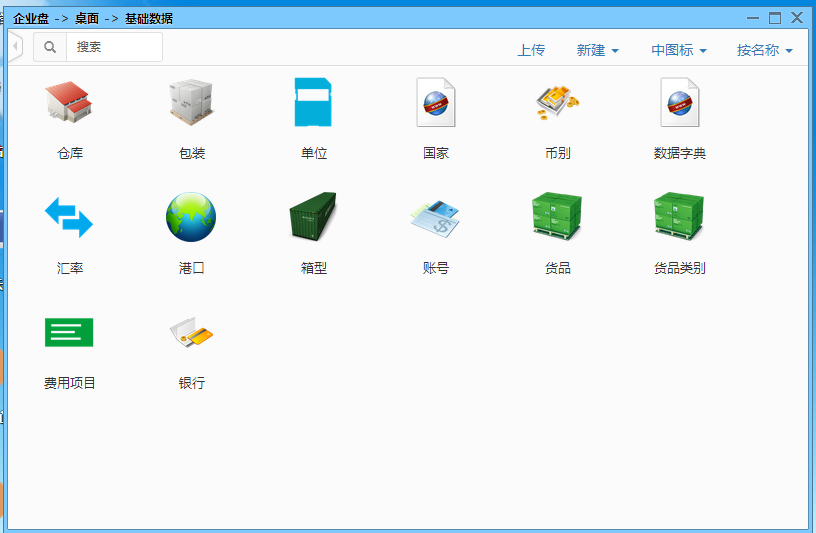 企业盘 -> 桌面 -> 基础数据
搜索 上传 新建 中图标 按名称
仓库 包装 单位 国家 币别 数据字典
汇率 港口 箱型 账号 货品 货品类别
费用项目 银行